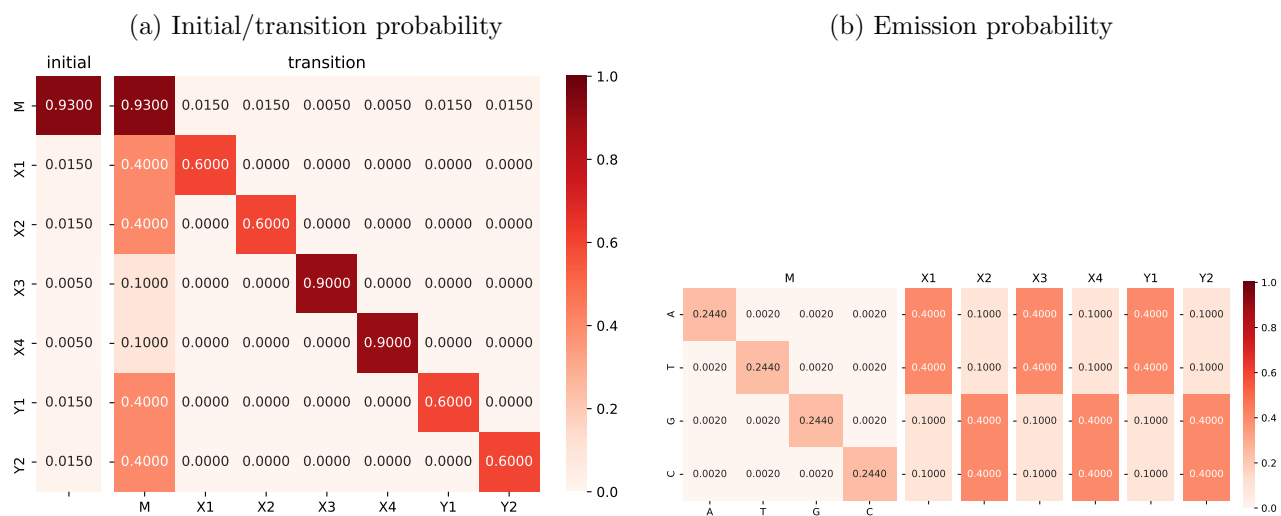 (a) Initial/transition probability
initial transition
M 0.9300 0.9300 0.0150 0.0150 0.0050 0.0050 0.0150 0.0150
X1 0.0150 0.4000 0.6000 0.0000 0.0000 0.0000 0.0000 0.0000
X2 0.0150 0.4000 0.0000 0.6000 0.0000 0.0000 0.0000 0.0000
X3 0.0050 0.1000 0.0000 0.0000 0.9000 0.0000 0.0000 0.0000
X4 0.0050 0.1000 0.0000 0.0000 0.0000 0.9000 0.0000 0.0000
Y1 0.0150 0.4000 0.0000 0.0000 0.0000 0.0000 0.6000 0.0000
Y2 0.0150 0.4000 0.0000 0.0000 0.0000 0.0000 0.0000 0.6000
M X1 X2 X3 X4 Y1 Y2
1.0
0.8
0.6
0.4
0.2
0.0
(b) Emission probability
M X1 X2 X3 X4 Y1 Y2
A 0.2440 0.0020 0.0020 0.0020 0.4000 0.1000 0.4000 0.1000 0.4000 0.1000
T 0.0020 0.2440 0.0020 0.0020 0.4000 0.1000 0.4000 0.1000 0.4000 0.1000
G 0.0020 0.0020 0.2440 0.0020 0.1000 0.4000 0.1000 0.4000 0.1000 0.4000
C 0.0020 0.0020 0.0020 0.2440 0.1000 0.4000 0.1000 0.4000 0.1000 0.4000
A T G C
1.0
0.8
0.6
0.4
0.2
0.0